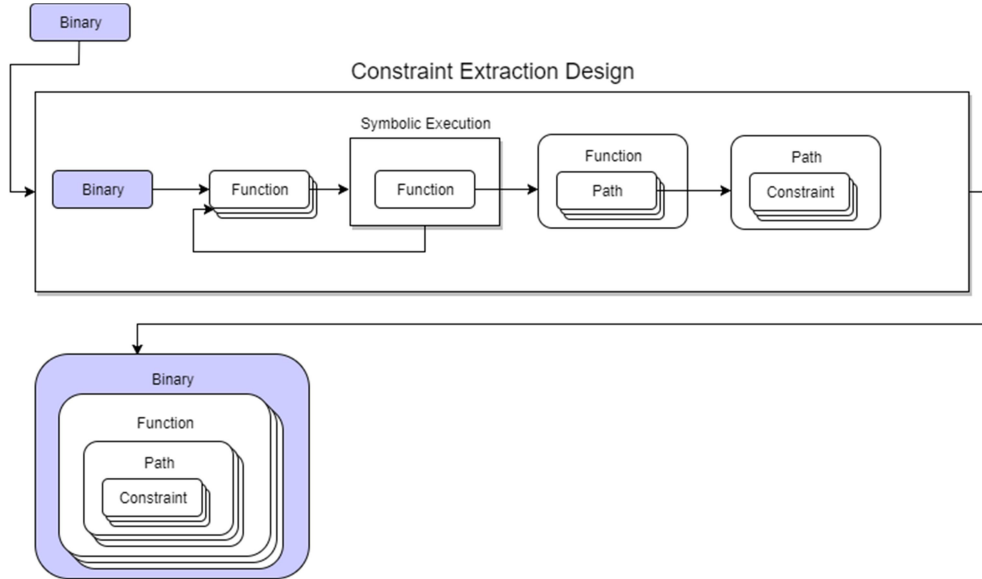 Binary
Constraint Extraction Design
Symbolic Execution
Binary
Function
Function
Function
Path
Path
Constraint
Binary
Function
Path
Constraint